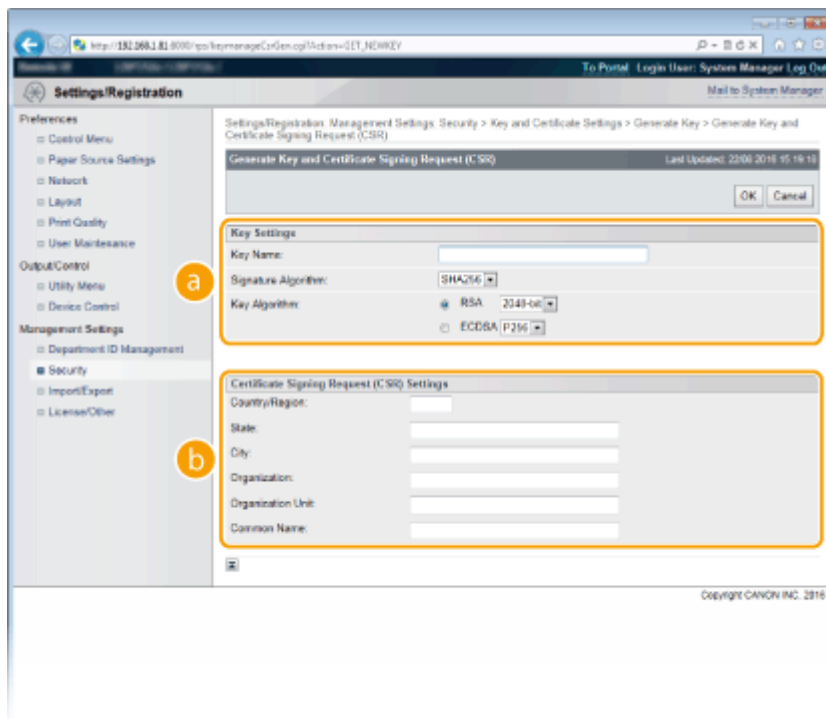 http://192.168.1.81:8000/rps/keymanageCsrGen.cgi?Action=GET_NEWKEY
To Portal Login User: System Manager Log Out
Settings/Registration
Mail to System Manager
Preferences
Control Menu
Paper Source Settings
Network
Layout
Print Quality
User Maintenance
Output/Control
Utility Menu
Device Control
Management Settings
Department ID Management
Security
Import/Export
License/Other
Settings/Registration: Management Settings: Security > Key and Certificate Settings > Generate Key > Generate Key and
Certificate Signing Request (CSR)
Generate Key and Certificate Signing Request (CSR)
Last Updated: 22/08 2016 15:19:16
OK Cancel
a
Key Settings
Key Name:
Signature Algorithm: SHA256
Key Algorithm: RSA 2048-bit
ECDSA P256
b
Certificate Signing Request (CSR) Settings
Country/Region:
State:
City:
Organization:
Organization Unit:
Common Name:
Copyright CANON INC. 2016